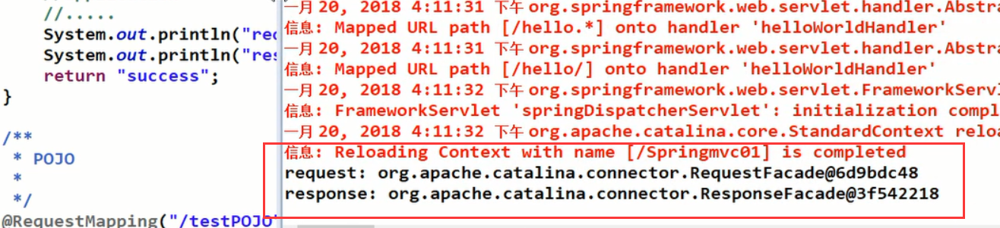 //.....
System.out.println("rec
System.out.println("res
return "success";
}
/**
* POJO
*
*/
@RequestMapping("/testPOJO"
一月 20, 2018 4:11:31 下午 org.springframework.web.servlet.handler.Abstra
信息: Mapped URL path [/hello.*] onto handler 'helloWorldHandler'
一月 20, 2018 4:11:31 下午 org.springframework.web.servlet.handler.Abstra
信息: Mapped URL path [/hello/] onto handler 'helloWorldHandler'
一月 20, 2018 4:11:32 下午 org.springframework.web.servlet.FrameworkServl
信息: FrameworkServlet 'springDispatcherServlet': initialization compl
一月 20, 2018 4:11:32 下午 org.apache.catalina.core.StandardContext reloa
信息: Reloading Context with name [/Springmvc01] is completed
request: org.apache.catalina.connector.RequestFacade@6d9bdc48
response: org.apache.catalina.connector.ResponseFacade@3f542218